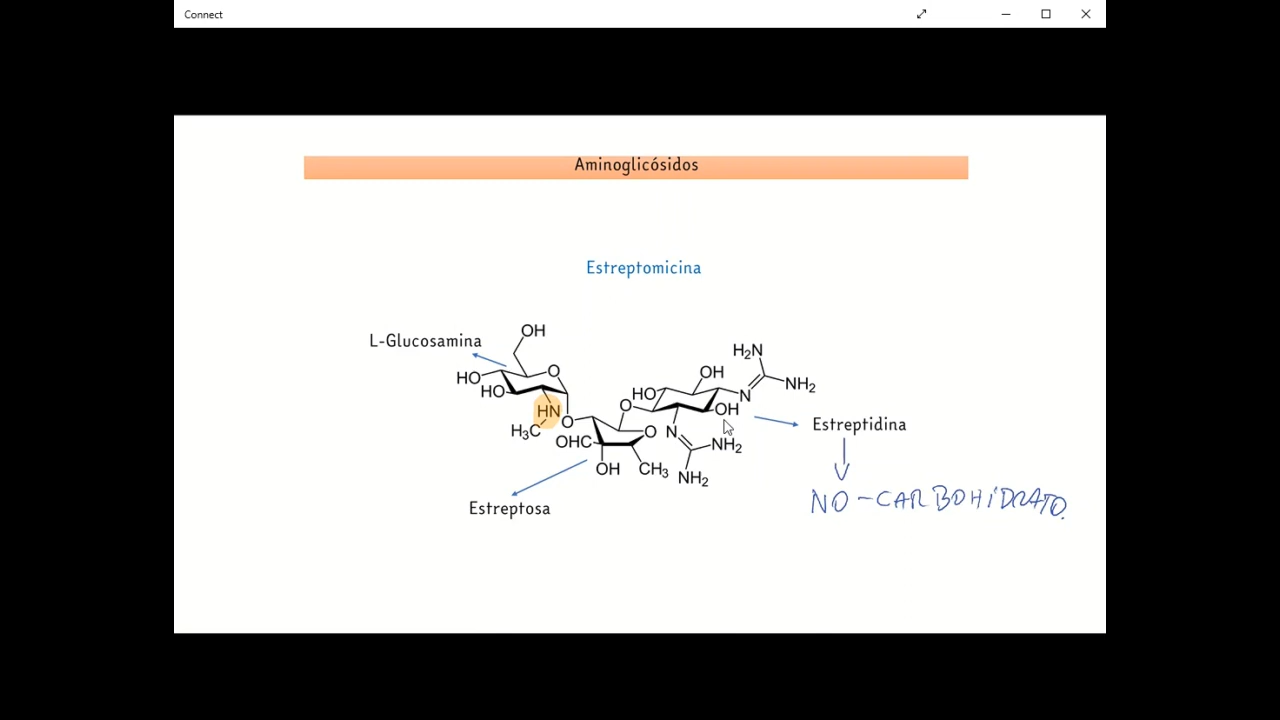 Connect
Aminoglicósidos
Estreptomicina
L-Glucosamina
OH
HO
HO
O
HN
H₃C
O
OHC
OH
O
CH₃
O
HO
OH
OH
N
H₂N
NH₂
N
NH₂
NH₂
Estreptidina
NO-CARBOHIDRATO.
Estreptosa